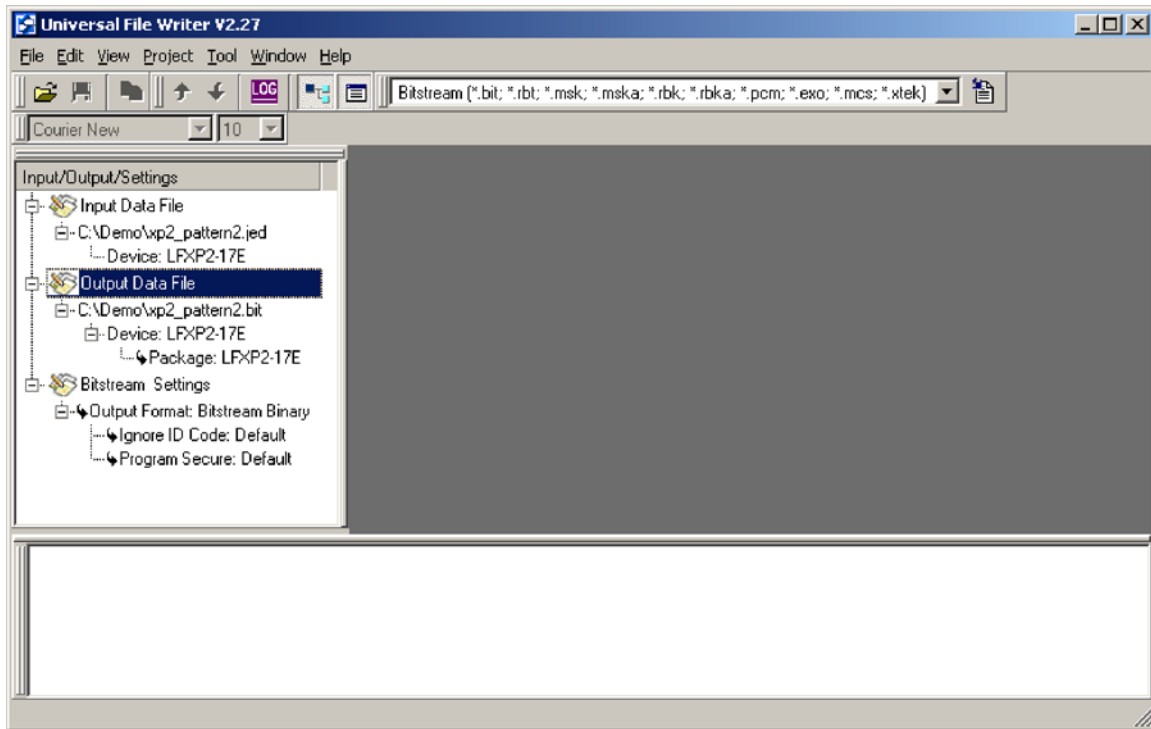 Universal File Writer V2.27
File Edit View Project Tool Window Help
LOG Bitstream (*.bit; *.rbt; *.msk; *.mska; *.rbk; *.rbka; *.pcm; *.exo; *.mcs; *.xtek)
Courier New 10
Input/Output/Settings
Input Data File
C:\Demo\xp2_pattern2.jed
Device: LFXP2-17E
Output Data File
C:\Demo\xp2_pattern2.bit
Device: LFXP2-17E
Package: LFXP2-17E
Bitstream Settings
Output Format: Bitstream Binary
Ignore ID Code: Default
Program Secure: Default